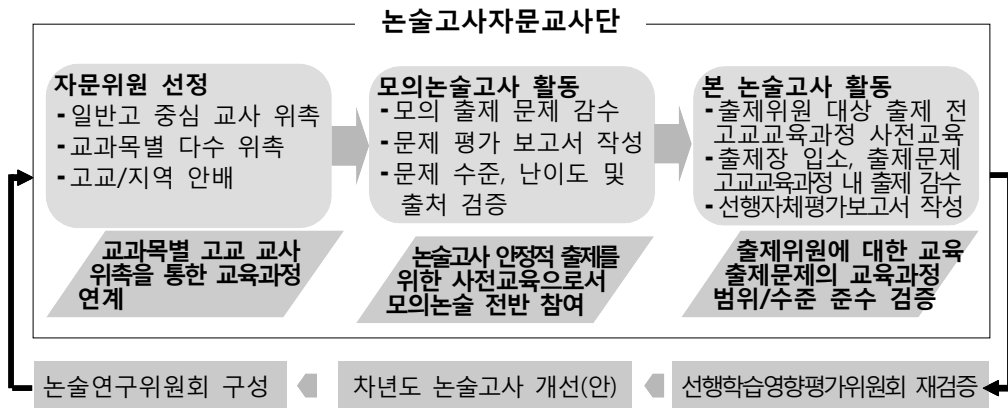 논술고사자문교사단
자문위원 선정
-일반고 중심 교사 위촉
-교과목별 다수 위촉
-고교/지역 안배
모의논술고사 활동
-모의 출제 문제 감수
-문제 평가 보고서 작성
-문제 수준, 난이도 및
출처 검증
본 논술고사 활동
-출제위원 대상 출제 전
고교교육과정 사전교육
-출제장 입소, 출제문제
고교교육과정 내 출제 감수
-선행자체평가보고서 작성
교과목별 고교 교사
위촉을 통한 교육과정
연계
논술고사 안정적 출제를
위한 사전교육으로서
모의논술 전반 참여
출제위원에 대한 교육
출제문제의 교육과정
범위/수준 준수 검증
논술연구위원회 구성
차년도 논술고사 개선(안)
선행학습영향평가위원회 재검증